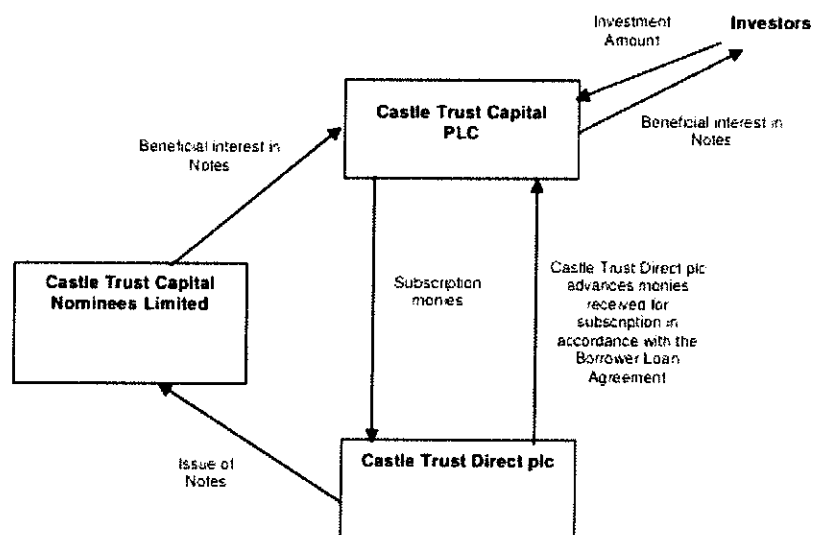 Investment
Amount
Investors
Castle Trust Capital
PLC
Beneficial interest in
Notes
Beneficial interest in
Notes
Castle Trust Capital
Nominees Limited
Subscription
monies
Castle Trust Direct plc
advances monies
received for
subscription in
accordance with the
Borrower Loan
Agreement
Issue of
Notes
Castle Trust Direct plc